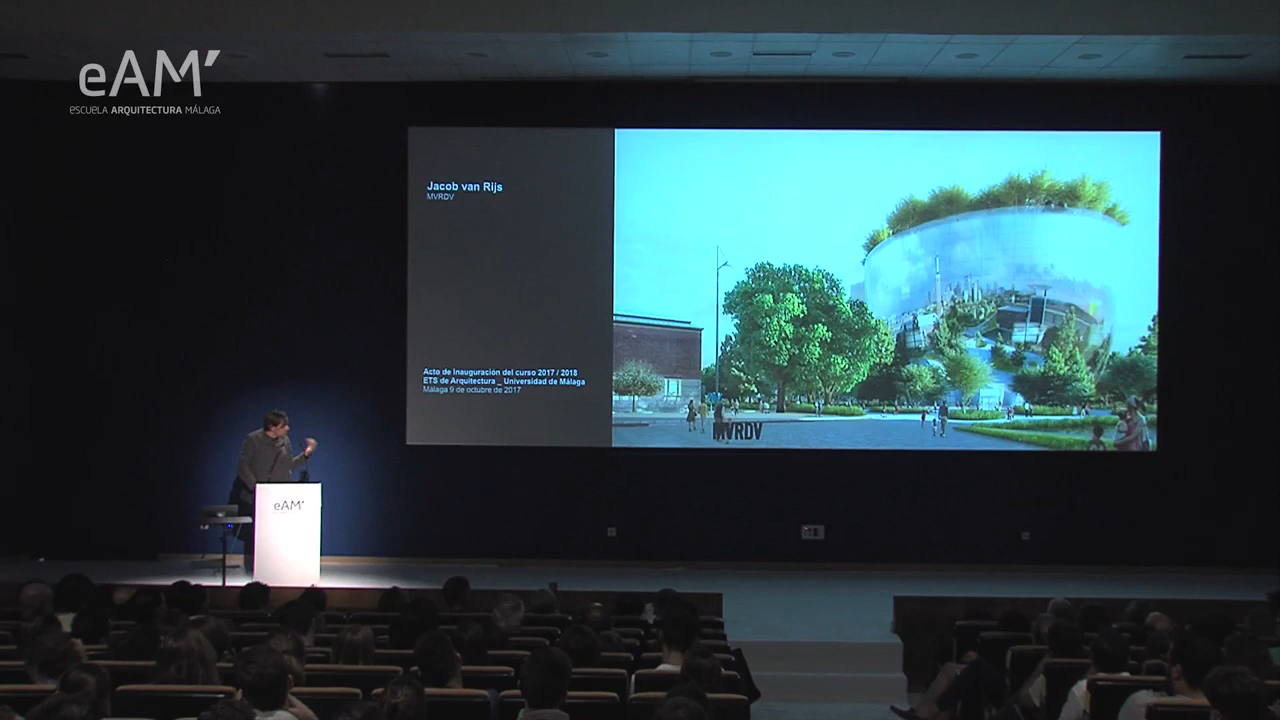 eAM'
escuela ARQUITECTURA MÁLAGA
Jacob van Rijs
MVRDV
Acto de Inauguración del curso 2017 / 2018
ETS de Arquitectura _ Universidad de Málaga
Málaga 9 de octubre de 2017
MVRDV
eAM'